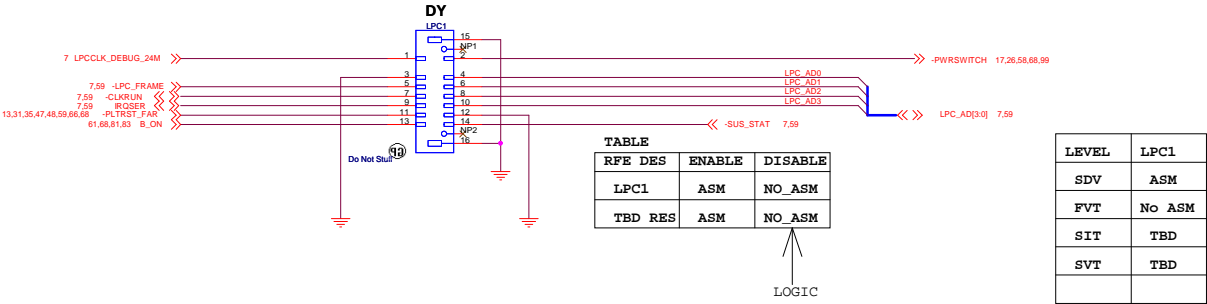 DY
LPC1
15
NP1
7 LPCCLK_DEBUG_24M
1
2
-PWRSWITCH 17,26,58,68,99
3
4
LPC_AD0
7,59 -LPC_FRAME
5
6
LPC_AD1
7,59 -CLKRUN
7
8
LPC_AD2
7,59 IRQSER
9
10
LPC_AD3
13,31,35,47,48,59,66,68 -PLTRST_FAR
11
12
LPC_AD[3:0] 7,59
61,68,81,83 B_ON
13
14
-SUS_STAT 7,59
NP2
16
Do Not Stuff
TABLE
RFE DES ENABLE DISABLE
LPC1 ASM NO_ASM
TBD RES ASM NO_ASM
LOGIC
LEVEL LPC1
SDV ASM
FVT No ASM
SIT TBD
SVT TBD